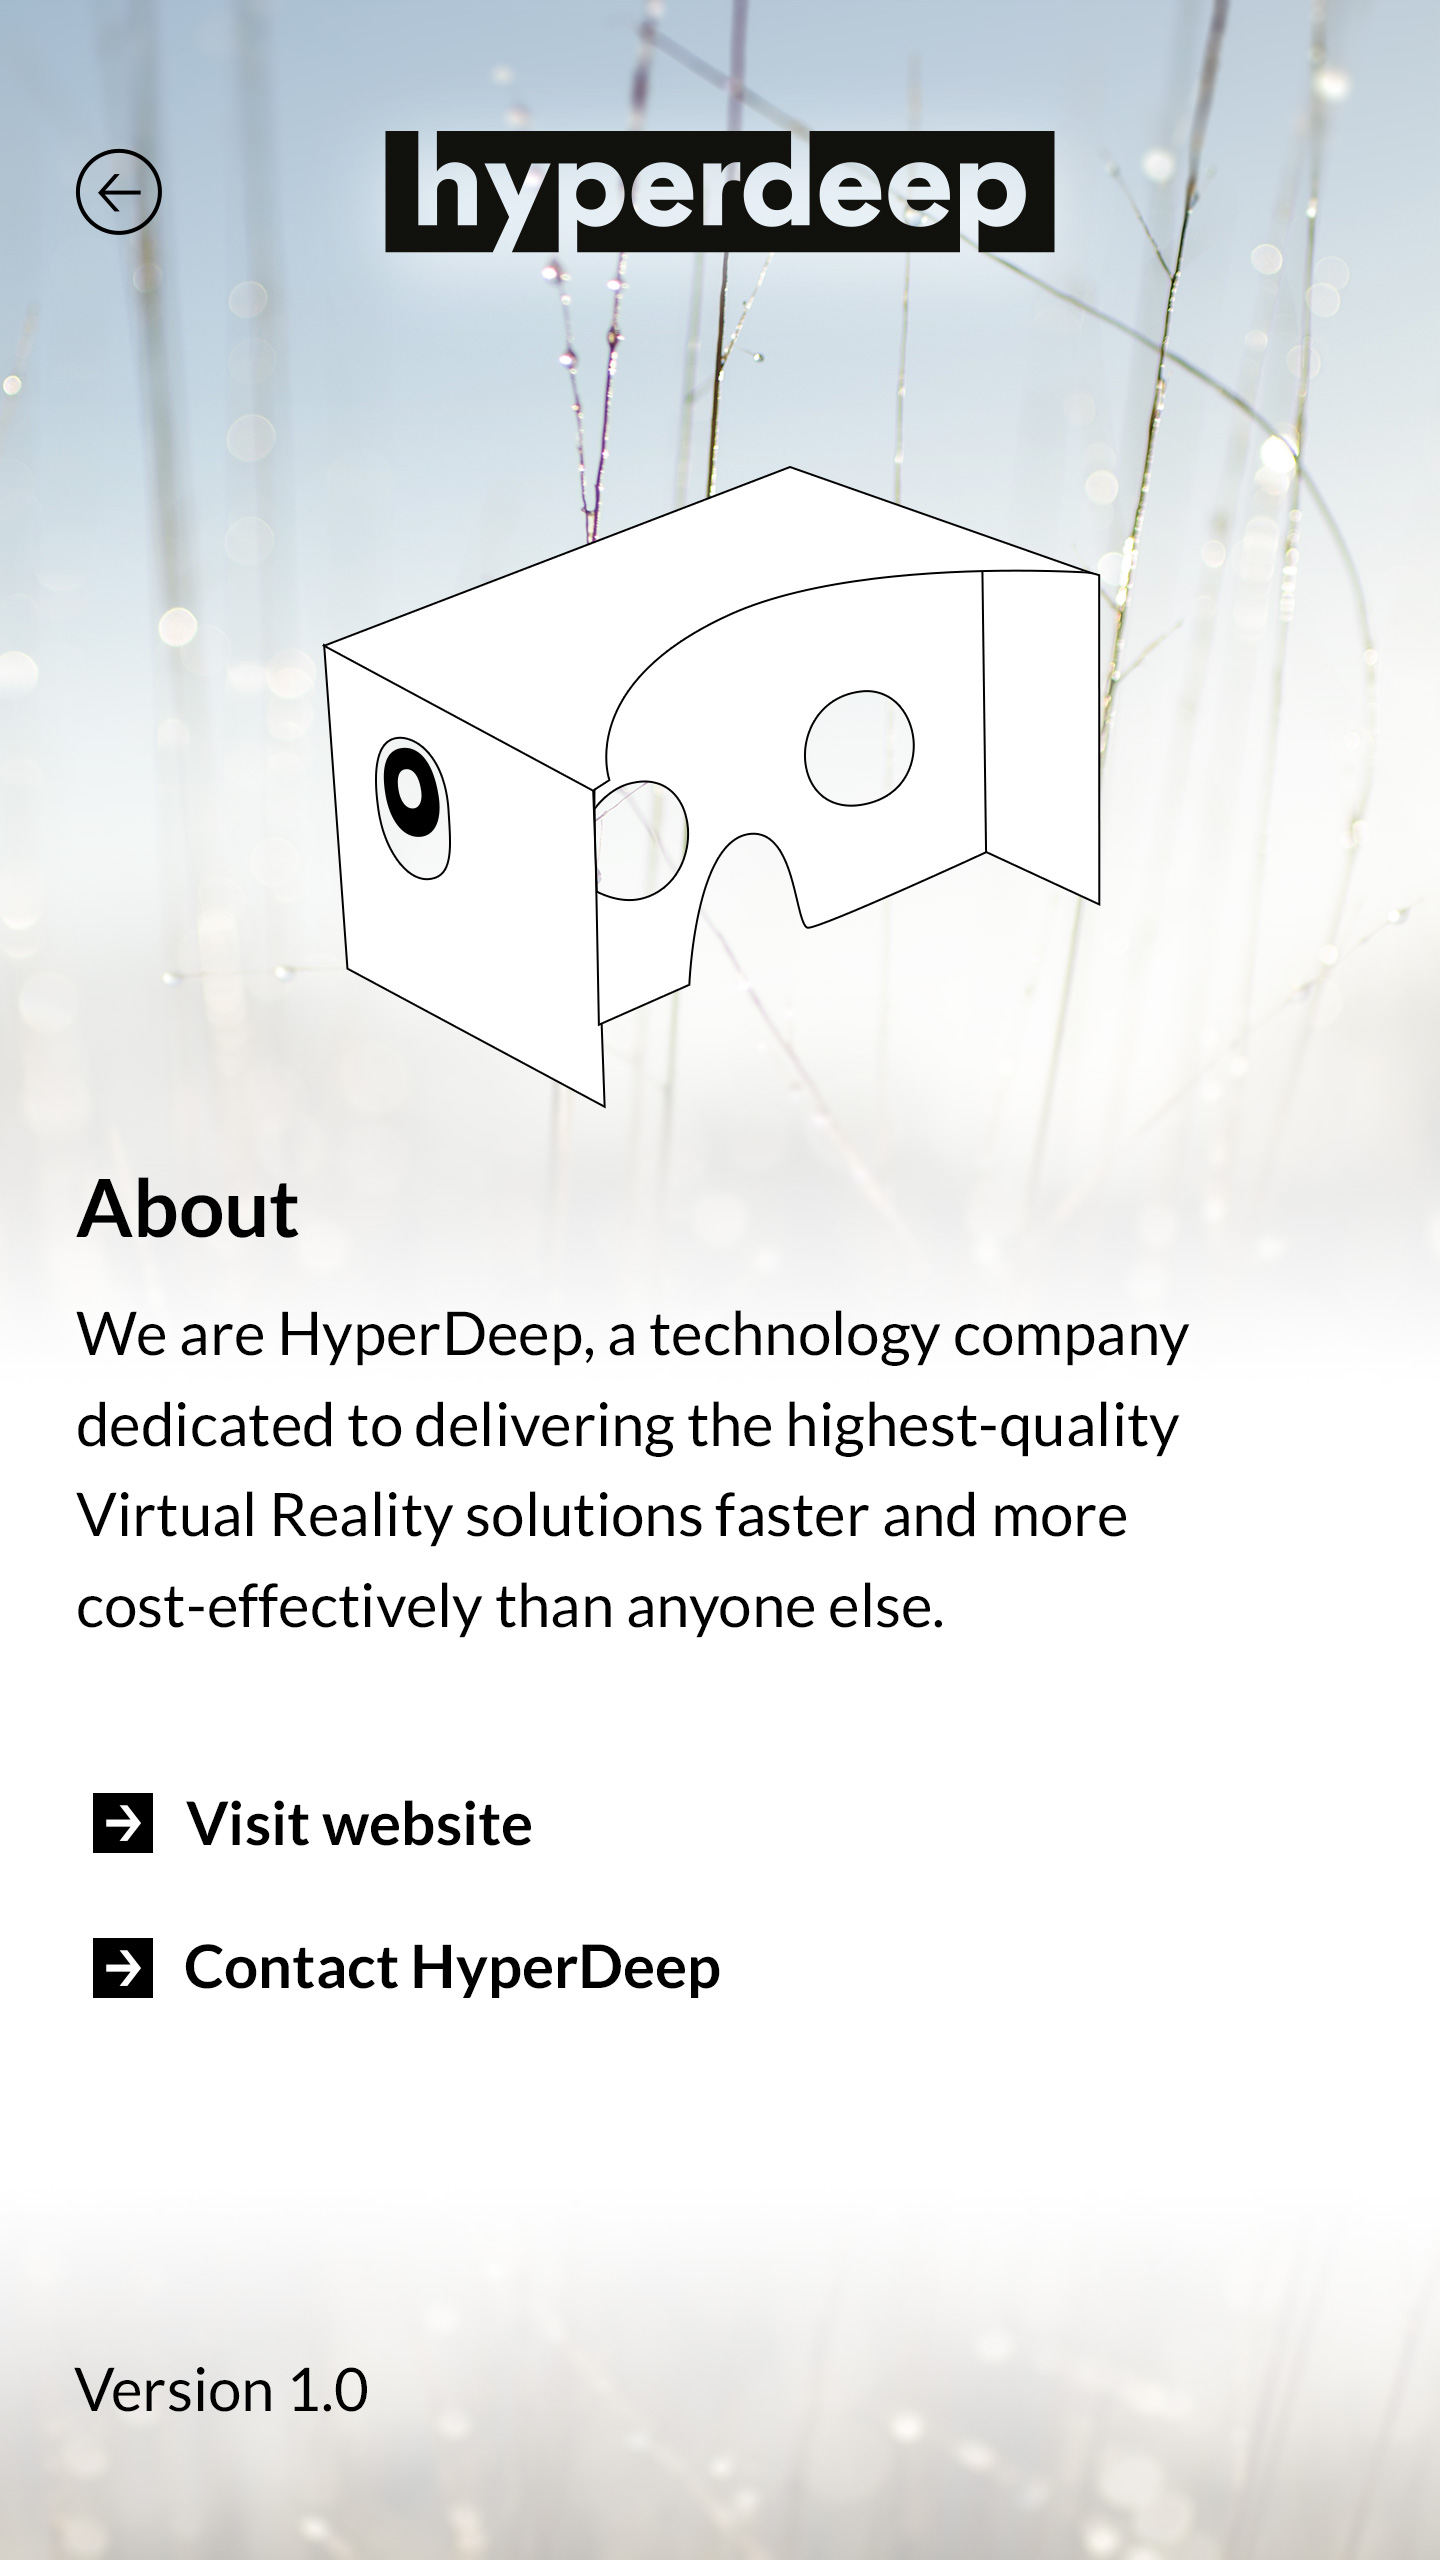 hyperdeep
About
We are HyperDeep, a technology company
dedicated to delivering the highest-quality
Virtual Reality solutions faster and more
cost-effectively than anyone else.
Visit website
Contact HyperDeep
Version 1.0